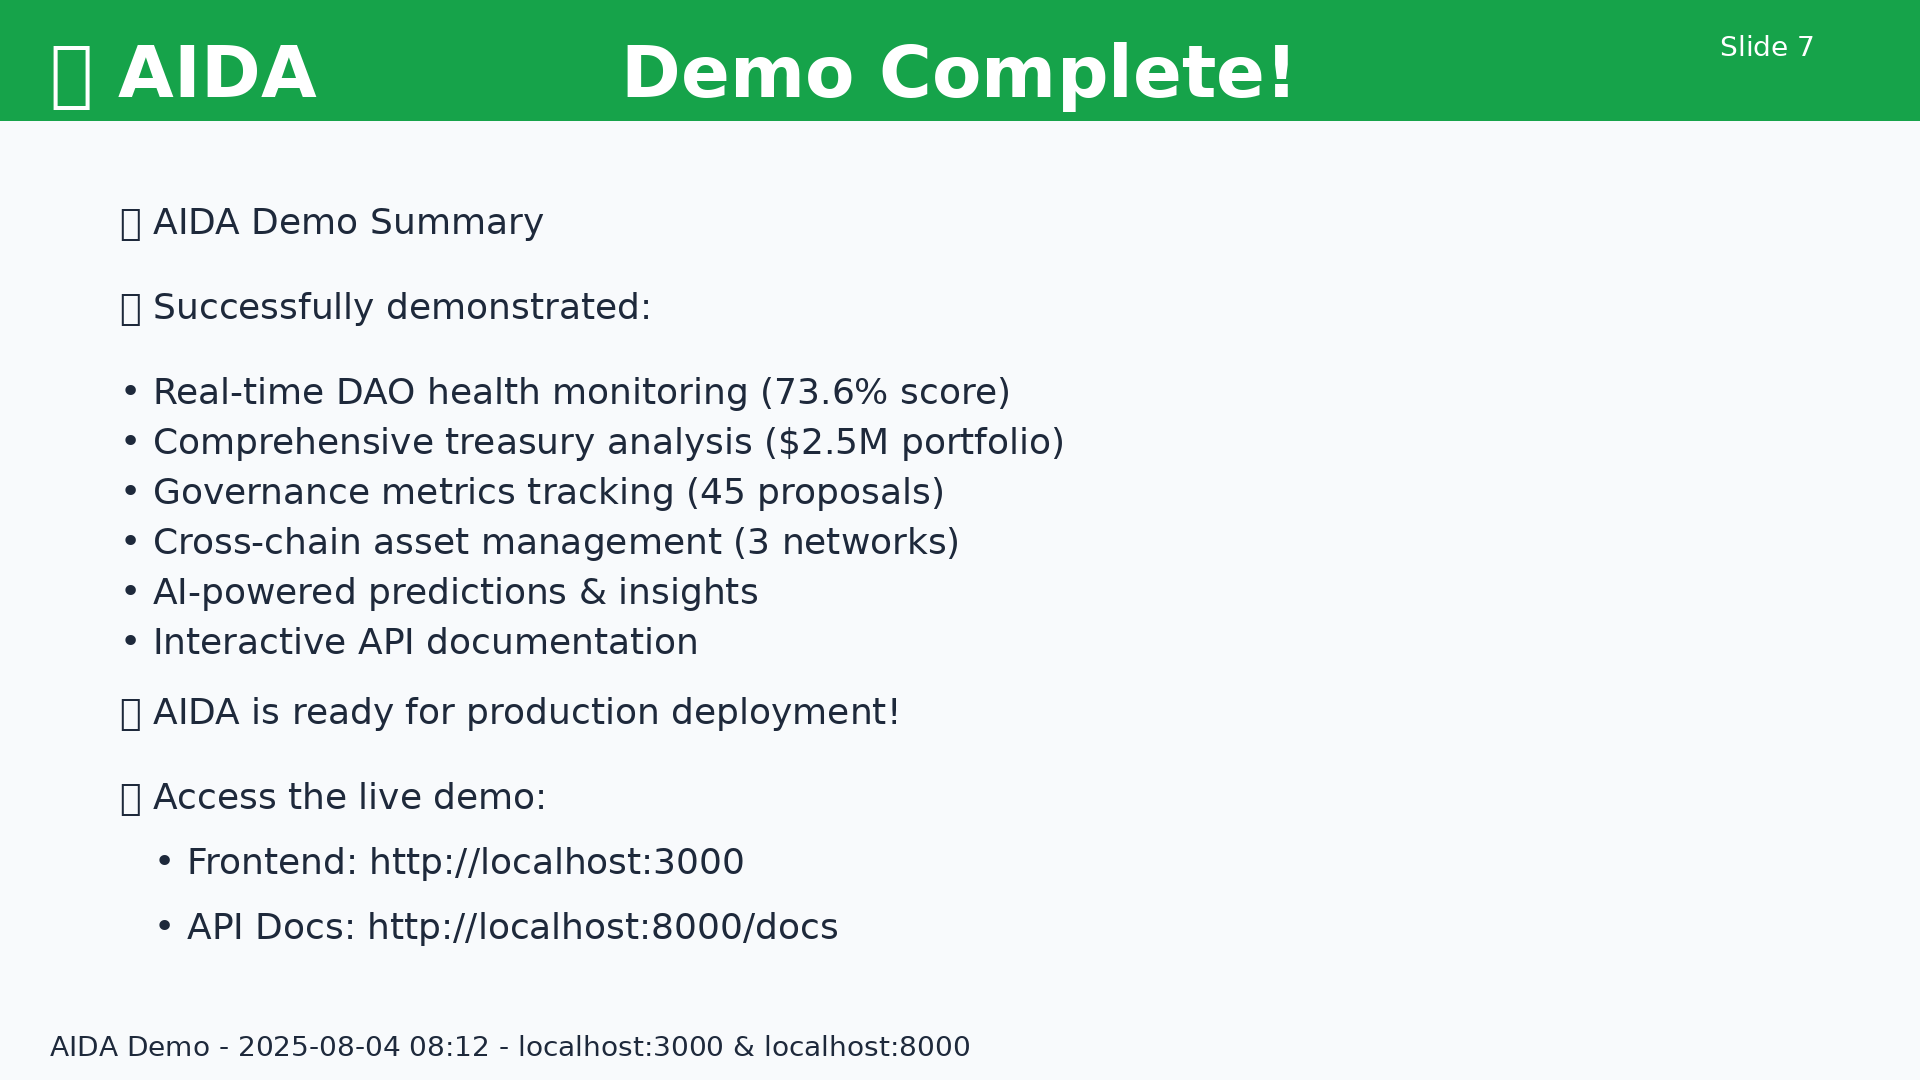 AIDA
Demo Complete!
Slide 7
AIDA Demo Summary
Successfully demonstrated:
• Real-time DAO health monitoring (73.6% score)
• Comprehensive treasury analysis ($2.5M portfolio)
• Governance metrics tracking (45 proposals)
• Cross-chain asset management (3 networks)
• AI-powered predictions & insights
• Interactive API documentation
AIDA is ready for production deployment!
Access the live demo:
• Frontend: http://localhost:3000
• API Docs: http://localhost:8000/docs
AIDA Demo - 2025-08-04 08:12 - localhost:3000 & localhost:8000